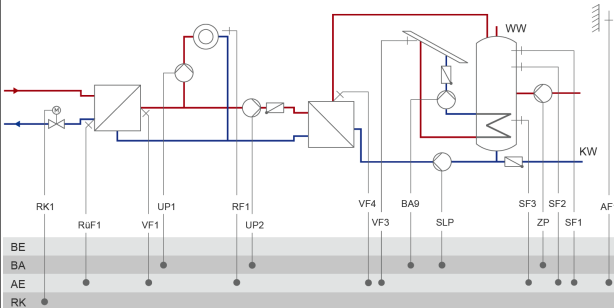 WW
M
KW
RK1 UP1 RF1 VF4 BA9 SF3 SF2 AF
RüF1 VF1 UP2 VF3 SLP ZP SF1
BE
BA
AE
RK